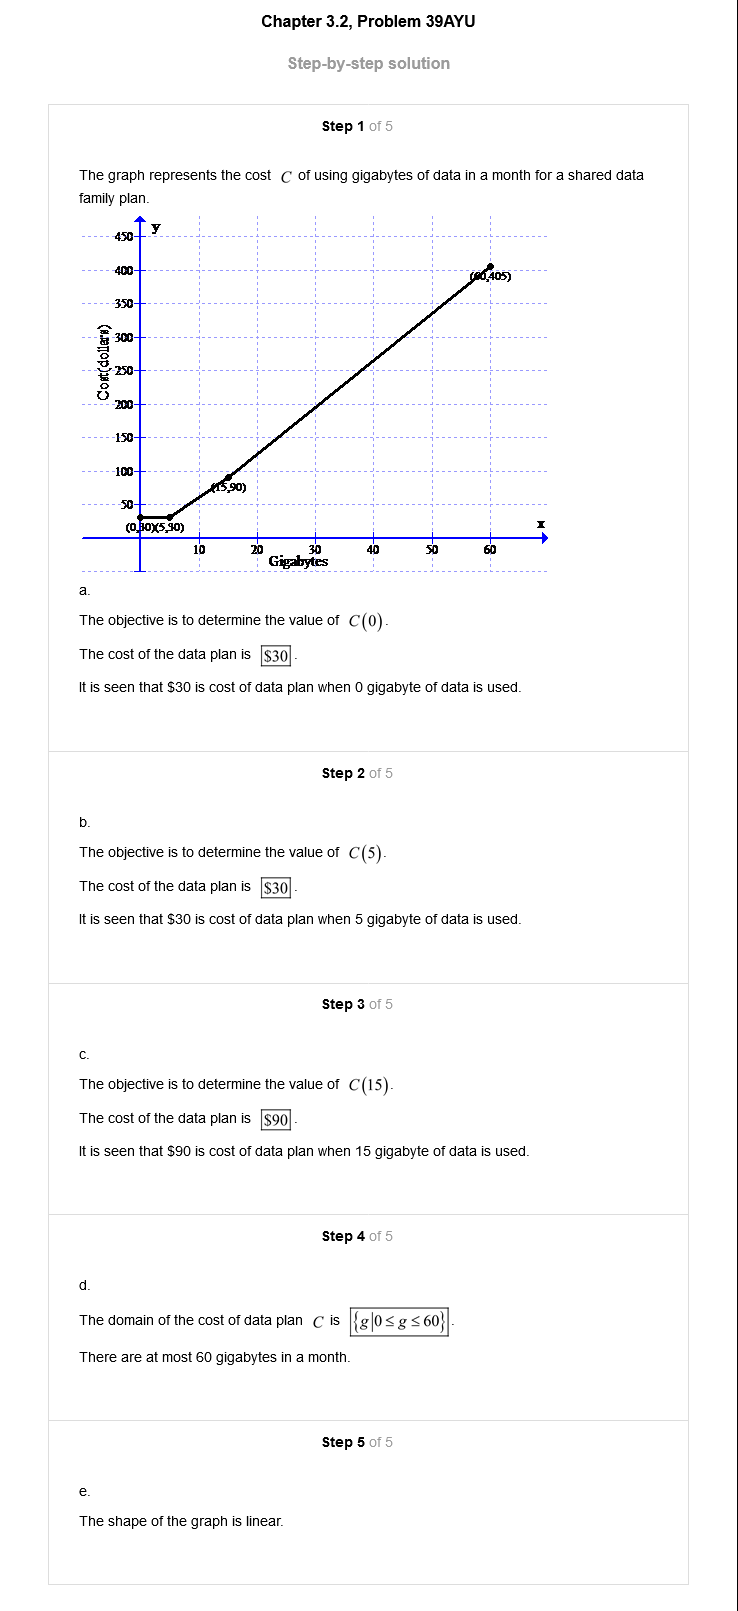 Chapter 3.2, Problem 39AYU
Step-by-step solution
Step 1 of 5
The graph represents the cost C of using gigabytes of data in a month for a shared data
family plan.
y
450
400
(60,405)
350
300
Cost(dollars)
250
200
150
100
(15,90)
50
x
(0,30)(5,30)
10 20 30 40 50 60
Gigabytes
a.
The objective is to determine the value of C(0).
The cost of the data plan is $30.
It is seen that $30 is cost of data plan when 0 gigabyte of data is used.
Step 2 of 5
b.
The objective is to determine the value of C(5).
The cost of the data plan is $30.
It is seen that $30 is cost of data plan when 5 gigabyte of data is used.
Step 3 of 5
c.
The objective is to determine the value of C(15).
The cost of the data plan is $90.
It is seen that $90 is cost of data plan when 15 gigabyte of data is used.
Step 4 of 5
d.
The domain of the cost of data plan C is {g|0≤g≤60}.
There are at most 60 gigabytes in a month.
Step 5 of 5
e.
The shape of the graph is linear.